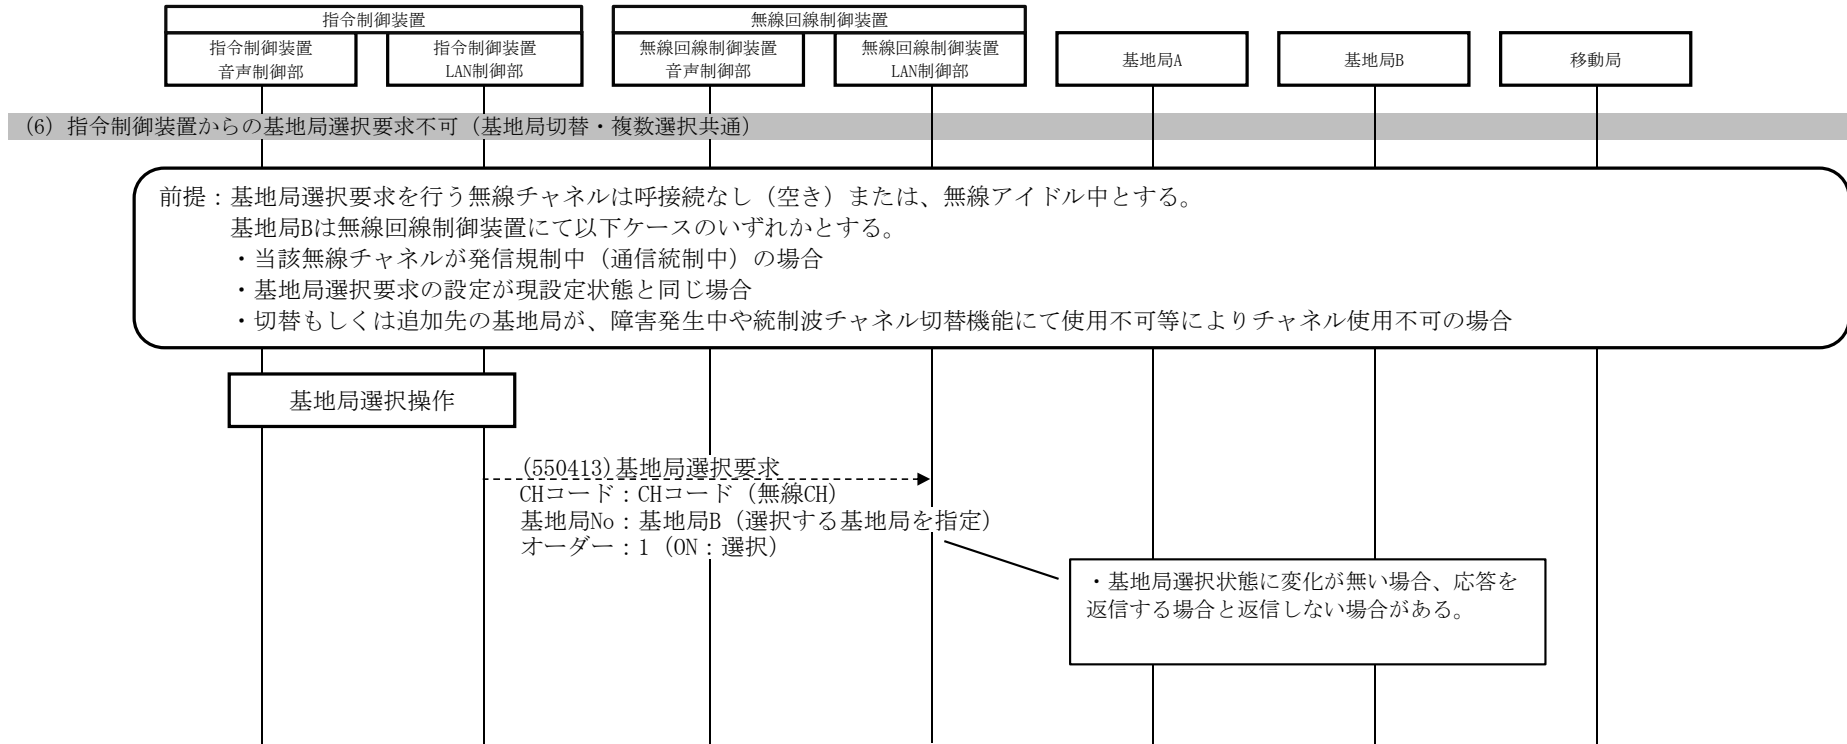 指令制御装置
無線回線制御装置
指令制御装置
音声制御部
指令制御装置
LAN制御部
無線回線制御装置
音声制御部
無線回線制御装置
LAN制御部
基地局A
基地局B
移動局
(6) 指令制御装置からの基地局選択要求不可（基地局切替・複数選択共通）
前提：基地局選択要求を行う無線チャネルは呼接続なし（空き）または、無線アイドル中とする。
基地局Bは無線回線制御装置にて以下ケースのいずれかとする。
・当該無線チャネルが発信規制中（通信統制中）の場合
・基地局選択要求の設定が現設定状態と同じ場合
・切替もしくは追加先の基地局が、障害発生中や統制波チャネル切替機能にて使用不可等によりチャネル使用不可の場合
基地局選択操作
(550413)基地局選択要求
CHコード：CHコード（無線CH）
基地局No：基地局B（選択する基地局を指定）
オーダー：1（ON：選択）
・基地局選択状態に変化が無い場合、応答を
返信する場合と返信しない場合がある。